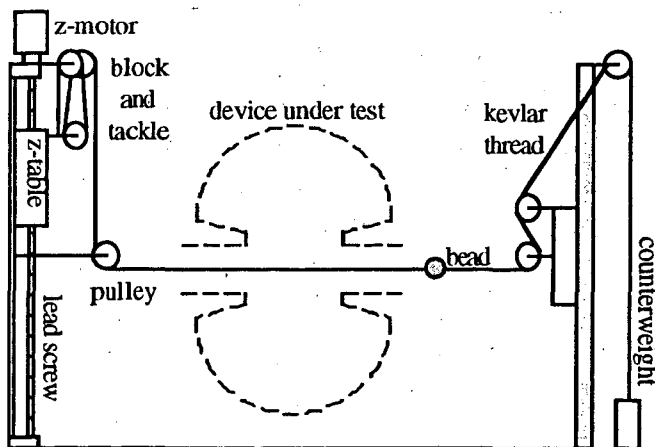 z-motor
block
and
tackle
device under test
kevlar
thread
z-table
bead
pulley
lead screw
counterweight